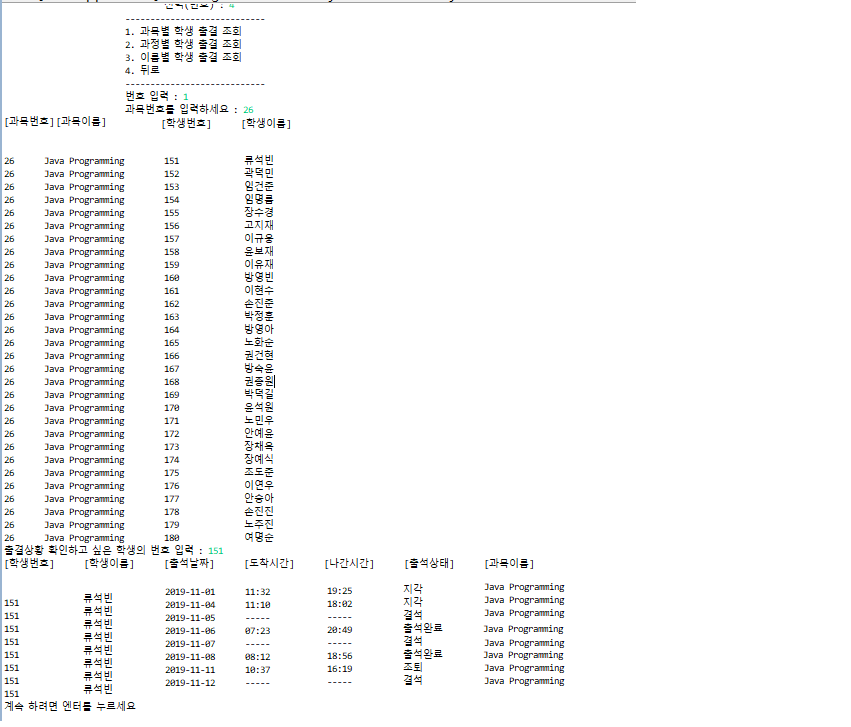 선택(번호) : 4
---------------------------
1. 과목별 학생 출결 조회
2. 과정별 학생 출결 조회
3. 이름별 학생 출결 조회
4. 뒤로
---------------------------
번호 입력 : 1
과목번호를 입력하세요 : 26
[과목번호] [과목이름] [학생번호] [학생이름]
26 Java Programming 151 류석빈
26 Java Programming 152 곽덕민
26 Java Programming 153 임건준
26 Java Programming 154 임명률
26 Java Programming 155 장수경
26 Java Programming 156 고지재
26 Java Programming 157 이규웅
26 Java Programming 158 윤보재
26 Java Programming 159 이유재
26 Java Programming 160 방영빈
26 Java Programming 161 이현수
26 Java Programming 162 손진준
26 Java Programming 163 박정훈
26 Java Programming 164 방영아
26 Java Programming 165 노화순
26 Java Programming 166 권건현
26 Java Programming 167 방숙윤
26 Java Programming 168 권중원
26 Java Programming 169 박덕길
26 Java Programming 170 윤석원
26 Java Programming 171 노민우
26 Java Programming 172 안예윤
26 Java Programming 173 장재옥
26 Java Programming 174 장예식
26 Java Programming 175 조도준
26 Java Programming 176 이연우
26 Java Programming 177 안승아
26 Java Programming 178 손진진
26 Java Programming 179 노주진
26 Java Programming 180 여명순
출결상황 확인하고 싶은 학생의 번호 입력 : 151
[학생번호] [학생이름] [출석날짜] [도착시간] [나간시간] [출석상태] [과목이름]
151 류석빈 2019-11-01 11:32 19:25 지각 Java Programming
151 류석빈 2019-11-04 11:10 18:02 지각 Java Programming
151 류석빈 2019-11-05 ----- ----- 결석 Java Programming
151 류석빈 2019-11-06 07:23 20:49 출석완료 Java Programming
151 류석빈 2019-11-07 ----- ----- 결석 Java Programming
151 류석빈 2019-11-08 08:12 18:56 출석완료 Java Programming
151 류석빈 2019-11-11 10:37 16:19 조퇴 Java Programming
151 류석빈 2019-11-12 ----- ----- 결석 Java Programming
계속 하려면 엔터를 누르세요